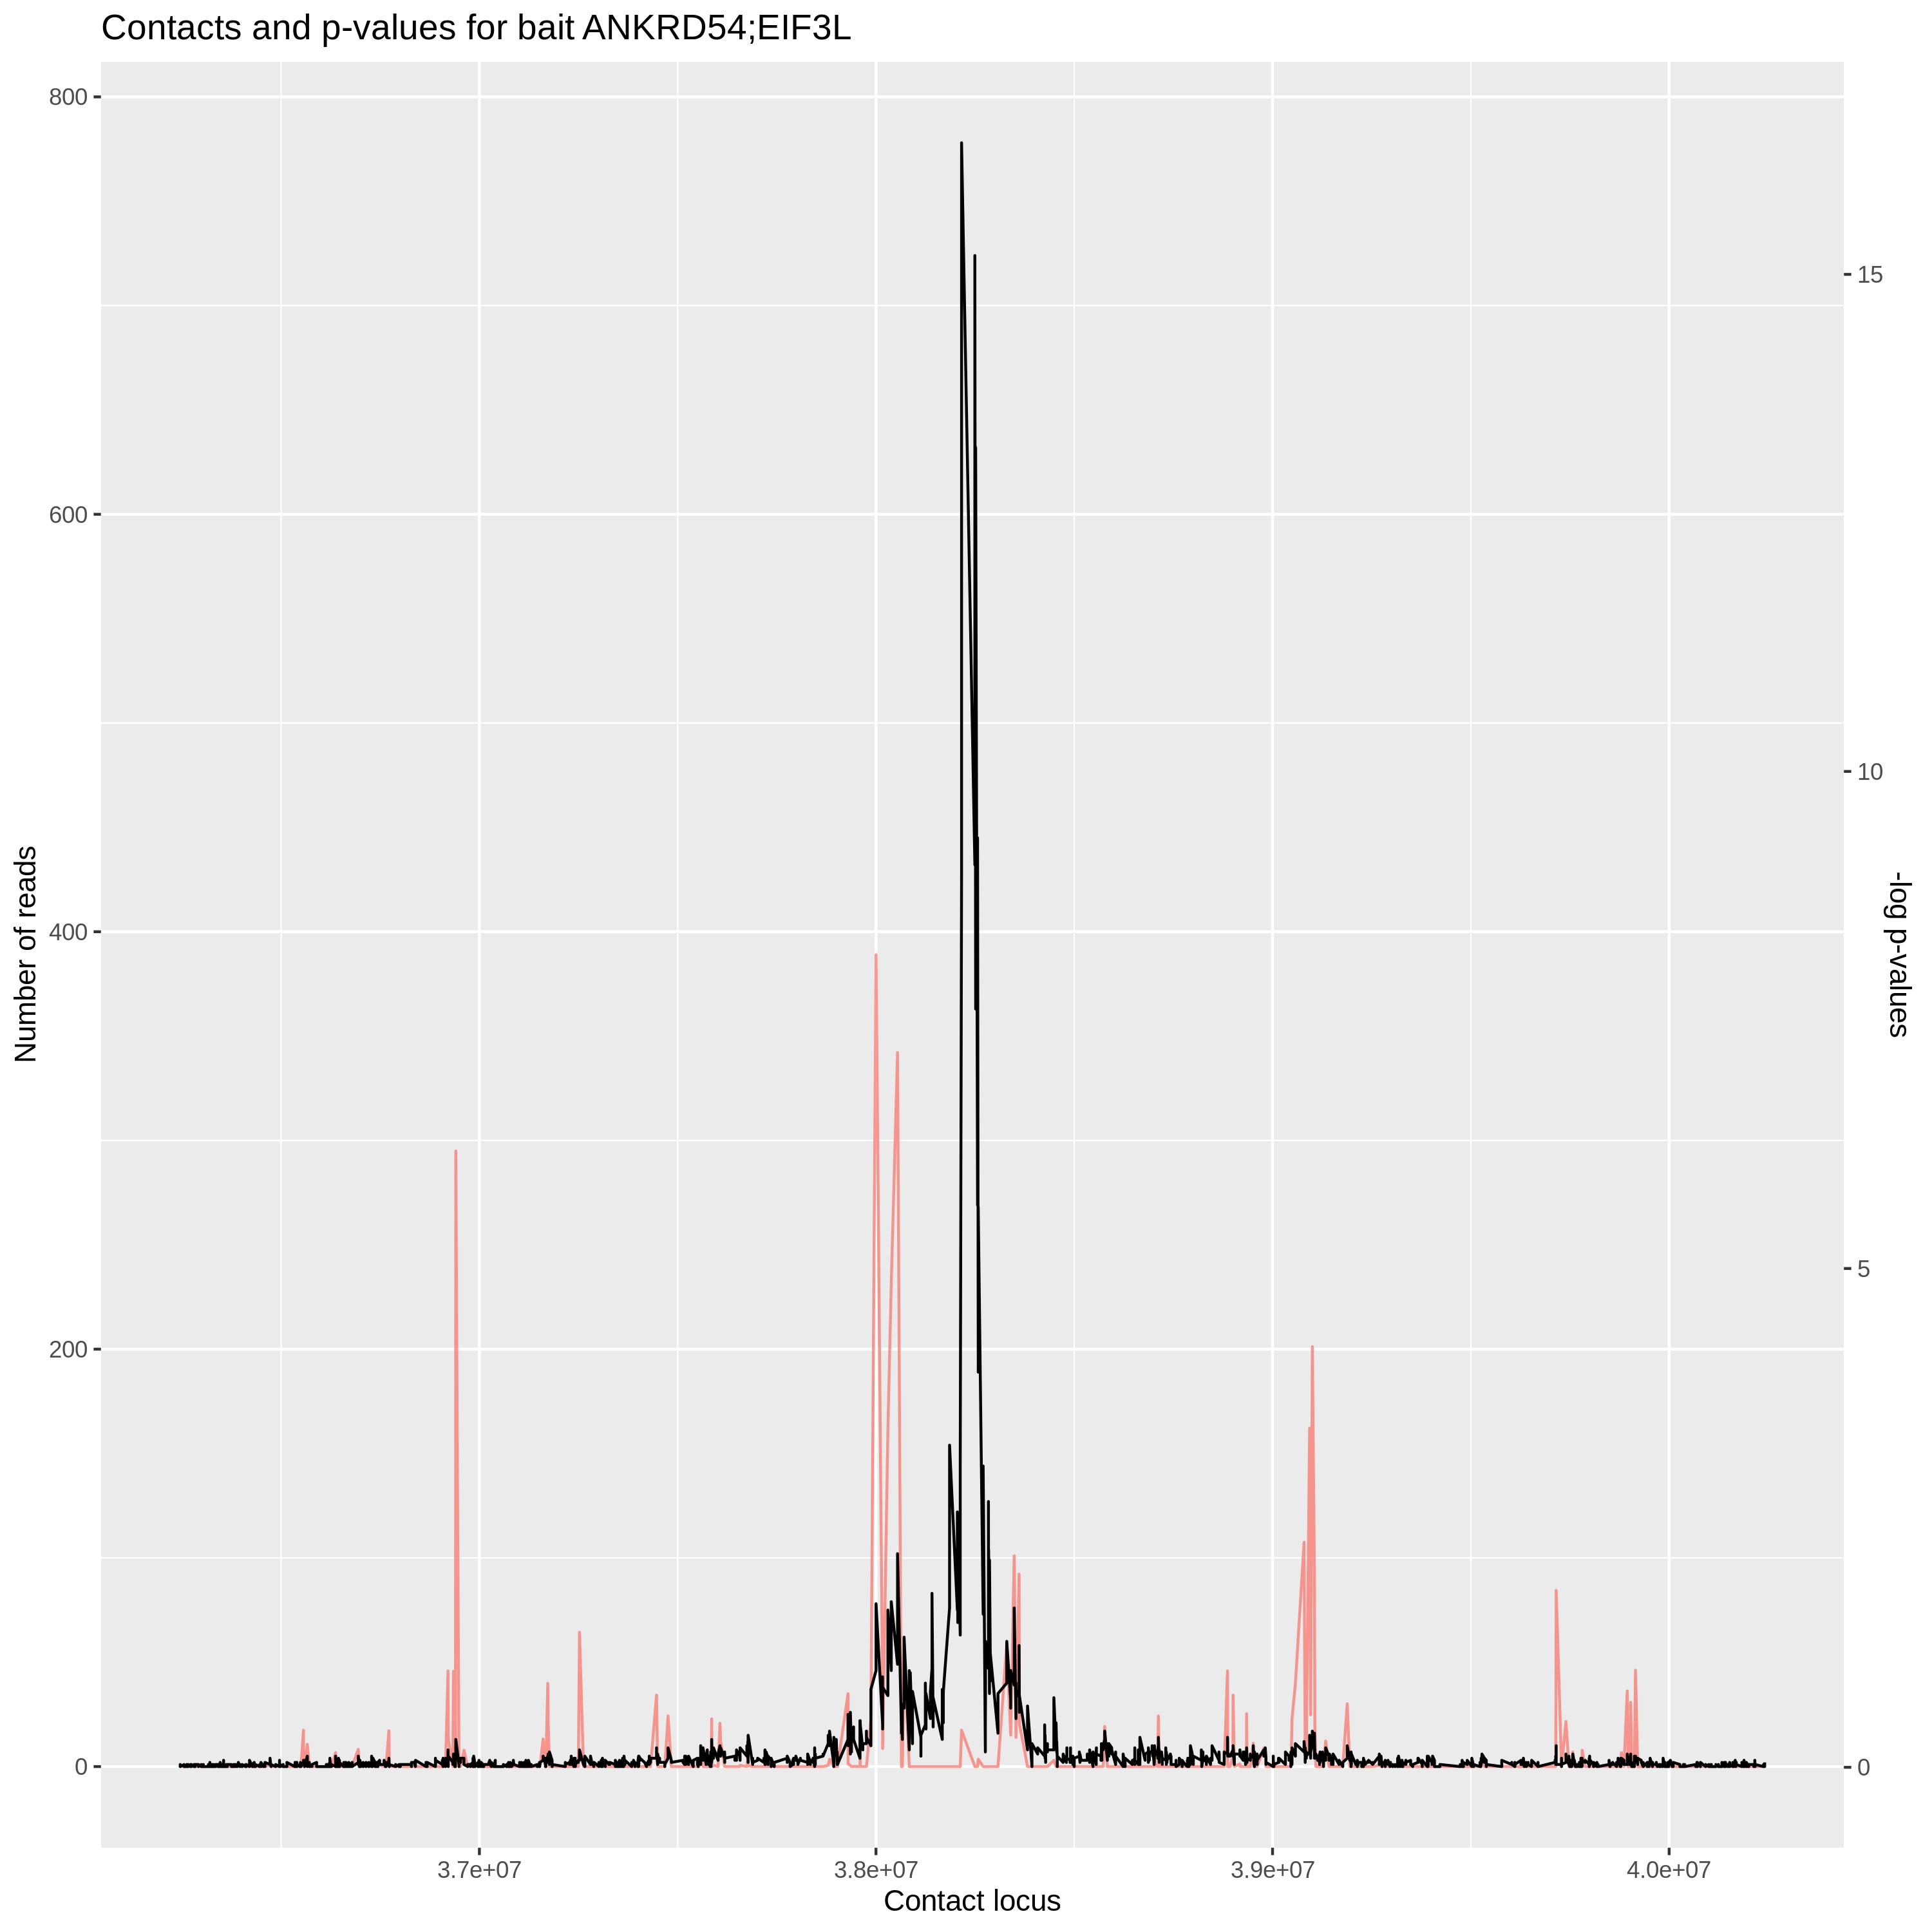 Contacts and p-values for bait ANKRD54;EIF3L
800
600
400
200
0
Number of reads
15
10
5
0
-log p-values
3.7e+07
3.8e+07
3.9e+07
4.0e+07
Contact locus